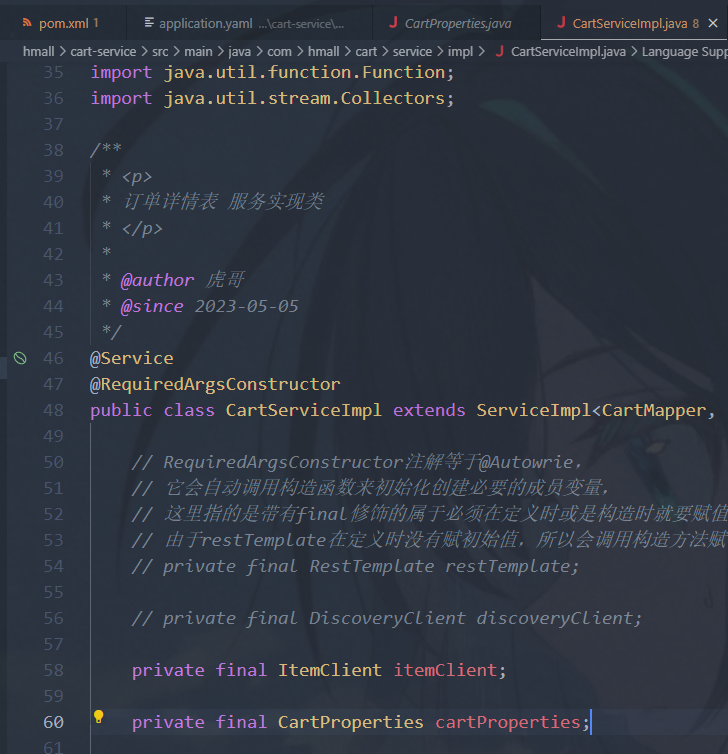 pom.xml 1 application.yaml ...\cart-service\... CartProperties.java CartServiceImpl.java 8
hmall > cart-service > src > main > java > com > hmall > cart > service > impl > CartServiceImpl.java > Language Supp
35 import java.util.function.Function;
36 import java.util.stream.Collectors;
37
38 /**
39 * <p>
40 * 订单详情表 服务实现类
41 * </p>
42 *
43 * @author 虎哥
44 * @since 2023-05-05
45 */
46 @Service
47 @RequiredArgsConstructor
48 public class CartServiceImpl extends ServiceImpl<CartMapper,
49
50 // RequiredArgsConstructor注解等于@Autowrie,
51 // 它会自动调用构造函数来初始化创建必要的成员变量,
52 // 这里指的是带有final修饰的属于必须在定义时或是构造时就要赋值
53 // 由于restTemplate在定义时没有赋初始值，所以会调用构造方法赋
54 // private final RestTemplate restTemplate;
55
56 // private final DiscoveryClient discoveryClient;
57
58 private final ItemClient itemClient;
59
60 private final CartProperties cartProperties;
61